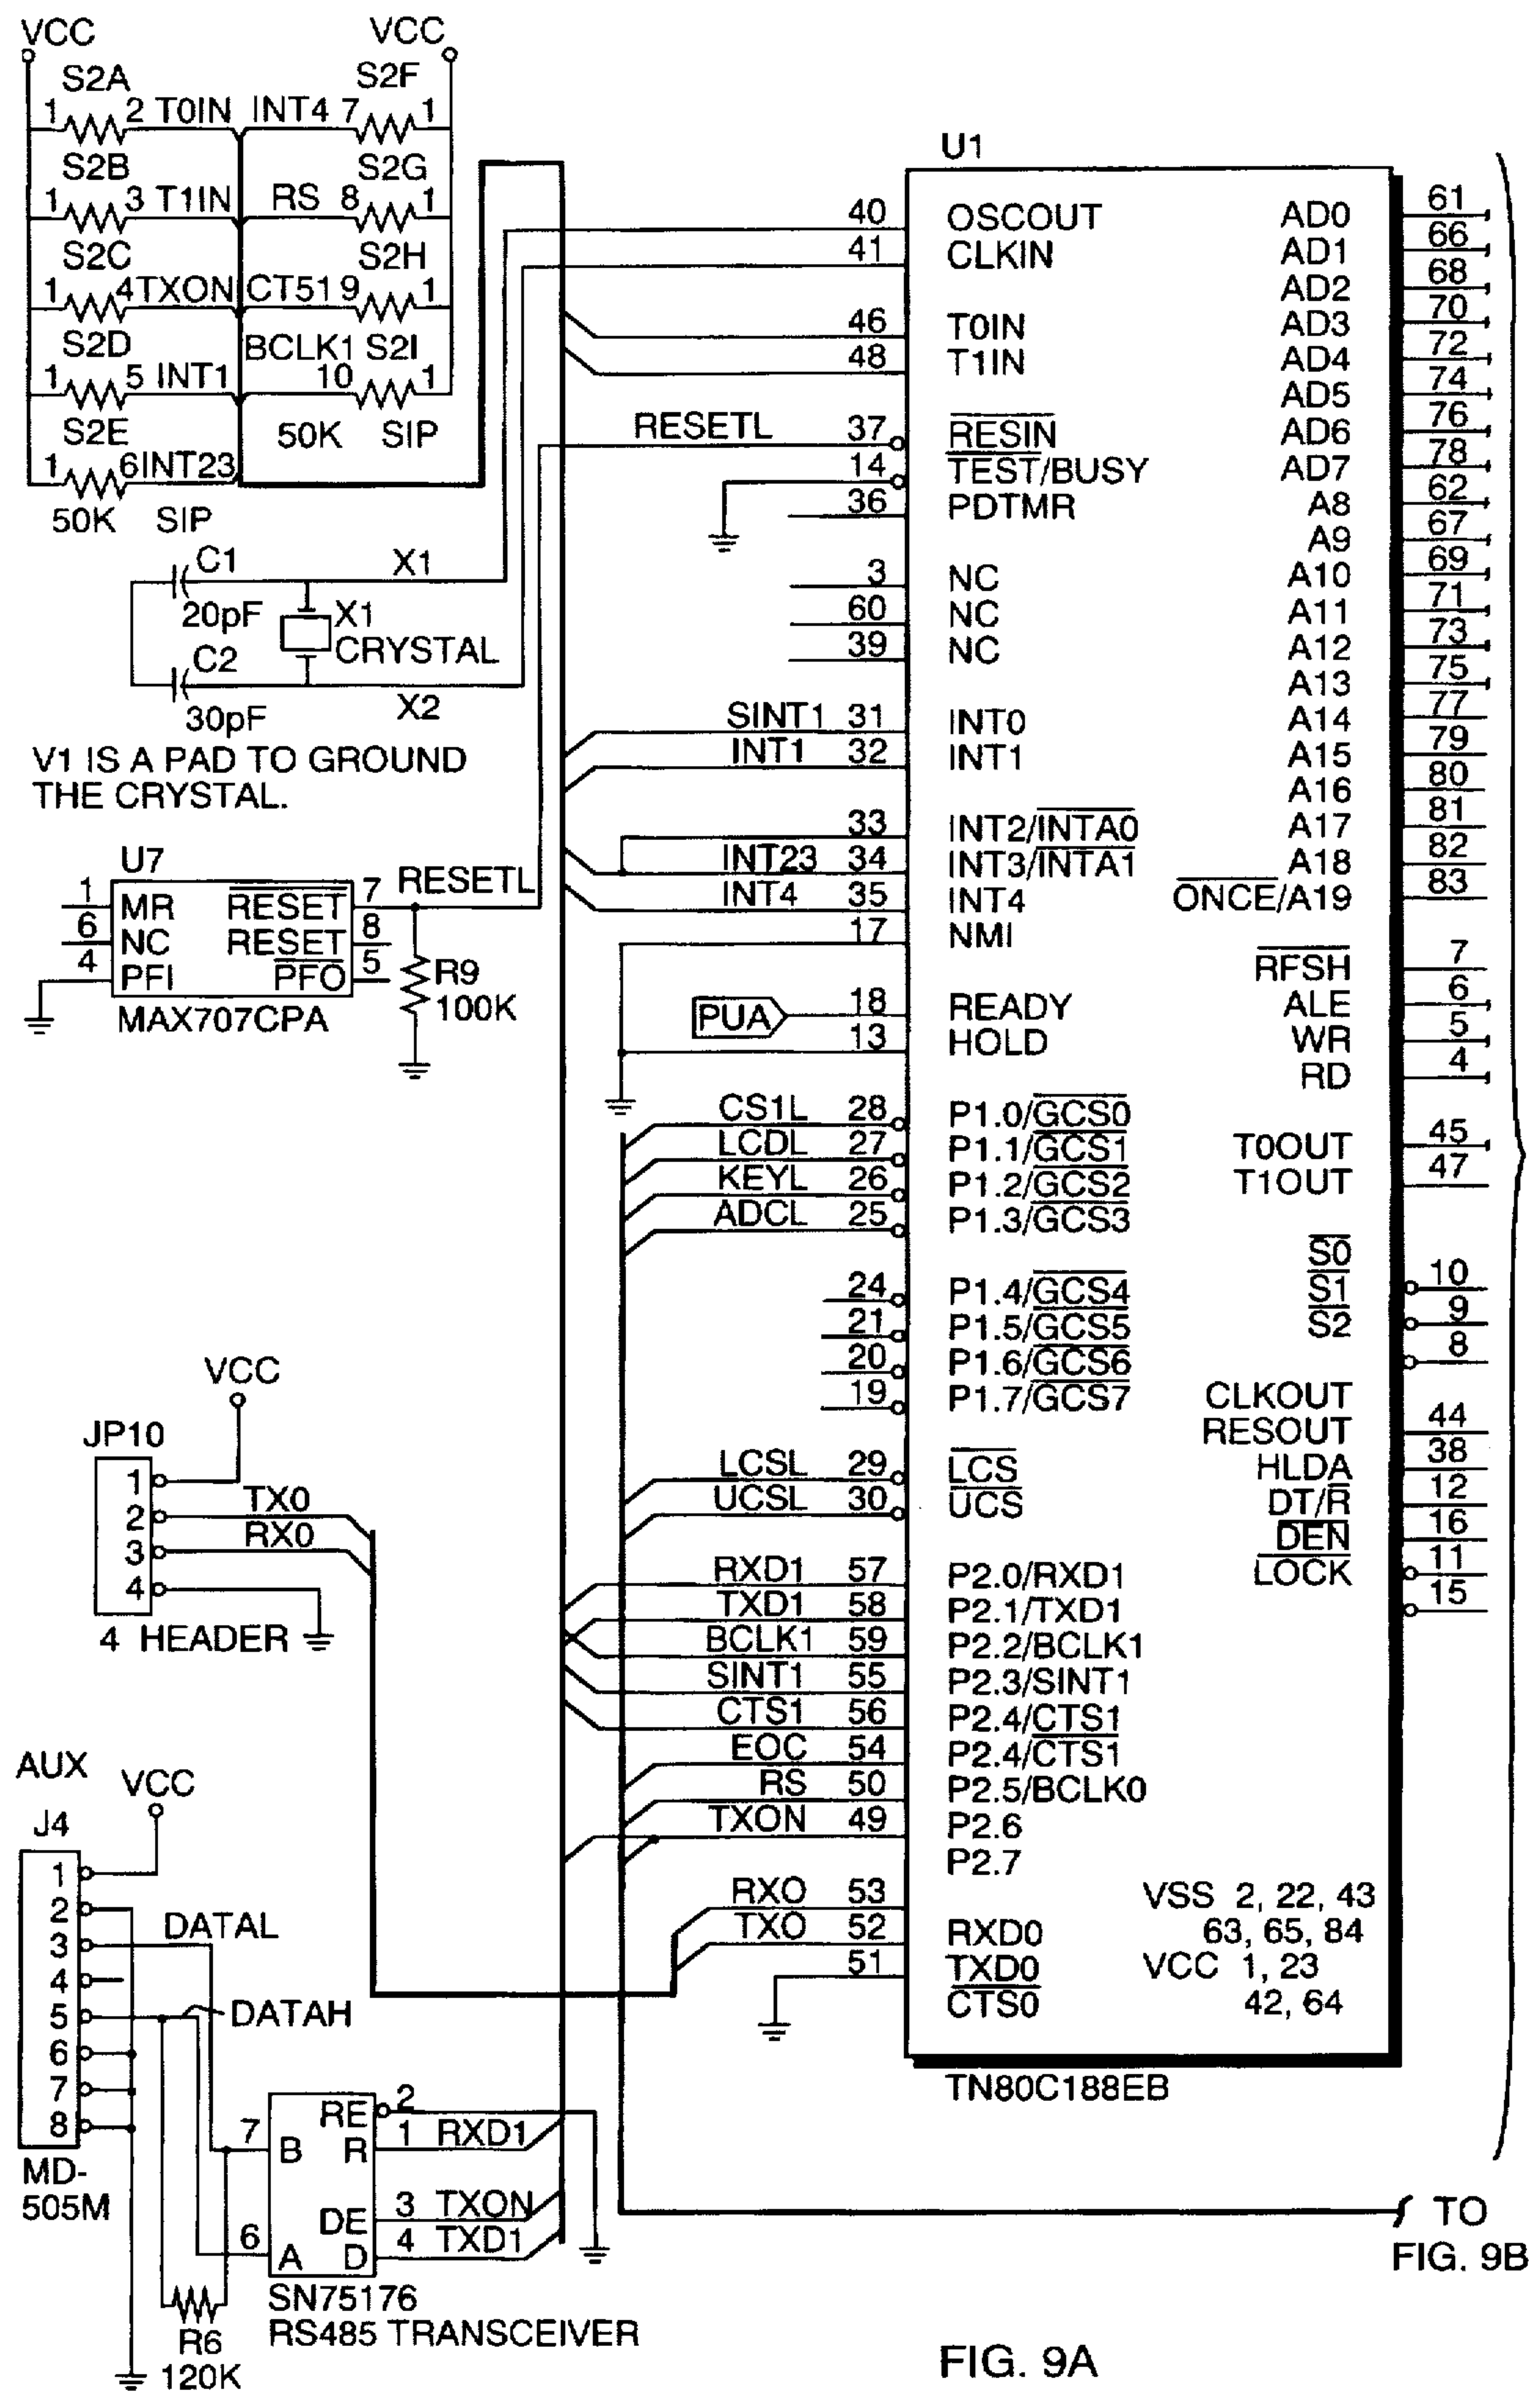 VCC VCC
S2A S2F
1 2 T0IN INT4 7 1
S2B S2G
1 3 T1IN RS 8 1
S2C S2H
1 4TXON CT519 1
S2D BCLK1 S2I
1 5 INT1 10 1
S2E 50K SIP
1 6INT23
50K SIP
C1 X1
20pF X1
CRYSTAL
C2
30pF X2
V1 IS A PAD TO GROUND
THE CRYSTAL.
U7
1 MR RESET 7 RESETL
6 NC RESET 8
4 PFI PFO 5
R9
100K
MAX707CPA
VCC
JP10
1
2 TX0
3 RX0
4
4 HEADER
AUX
VCC
J4
1
2
3 DATAL
4
5 DATAH
6
7
8
MD-
505M
RE 2
7 B R 1 RXD1
DE 3 TXON
6 A D 4 TXD1
SN75176
RS485 TRANSCEIVER
R6
120K
U1
40 OSCOUT
41 CLKIN
46 T0IN
48 T1IN
RESETL 37 RESIN
14 TEST/BUSY
36 PDTMR
3 NC
60 NC
39 NC
SINT1 31 INT0
INT1 32 INT1
33 INT2/INTA0
INT23 34 INT3/INTA1
INT4 35 INT4
17 NMI
PUA 18 READY
13 HOLD
CS1L 28 P1.0/GCS0
LCDL 27 P1.1/GCS1
KEYL 26 P1.2/GCS2
ADCL 25 P1.3/GCS3
24 P1.4/GCS4
21 P1.5/GCS5
20 P1.6/GCS6
19 P1.7/GCS7
LCSL 29 LCS
UCSL 30 UCS
RXD1 57 P2.0/RXD1
TXD1 58 P2.1/TXD1
BCLK1 59 P2.2/BCLK1
SINT1 55 P2.3/SINT1
CTS1 56 P2.4/CTS1
EOC 54 P2.4/CTS1
RS 50 P2.5/BCLK0
TXON 49 P2.6
P2.7
RXO 53
TXO 52 RXD0
51 TXD0
CTS0
AD0 61
AD1 66
AD2 68
AD3 70
AD4 72
AD5 74
AD6 76
AD7 78
A8 62
A9 67
A10 69
A11 71
A12 73
A13 75
A14 77
A15 79
A16 80
A17 81
A18 82
ONCE/A19 83
RFSH 7
ALE 6
WR 5
RD 4
T0OUT 45
T1OUT 47
S0
S1 10
S2 9
8
CLKOUT
RESOUT 44
HLDA 38
DT/R 12
DEN 16
LOCK 11
15
VSS 2, 22, 43
63, 65, 84
VCC 1, 23
42, 64
TN80C188EB
TO
FIG. 9B
FIG. 9A